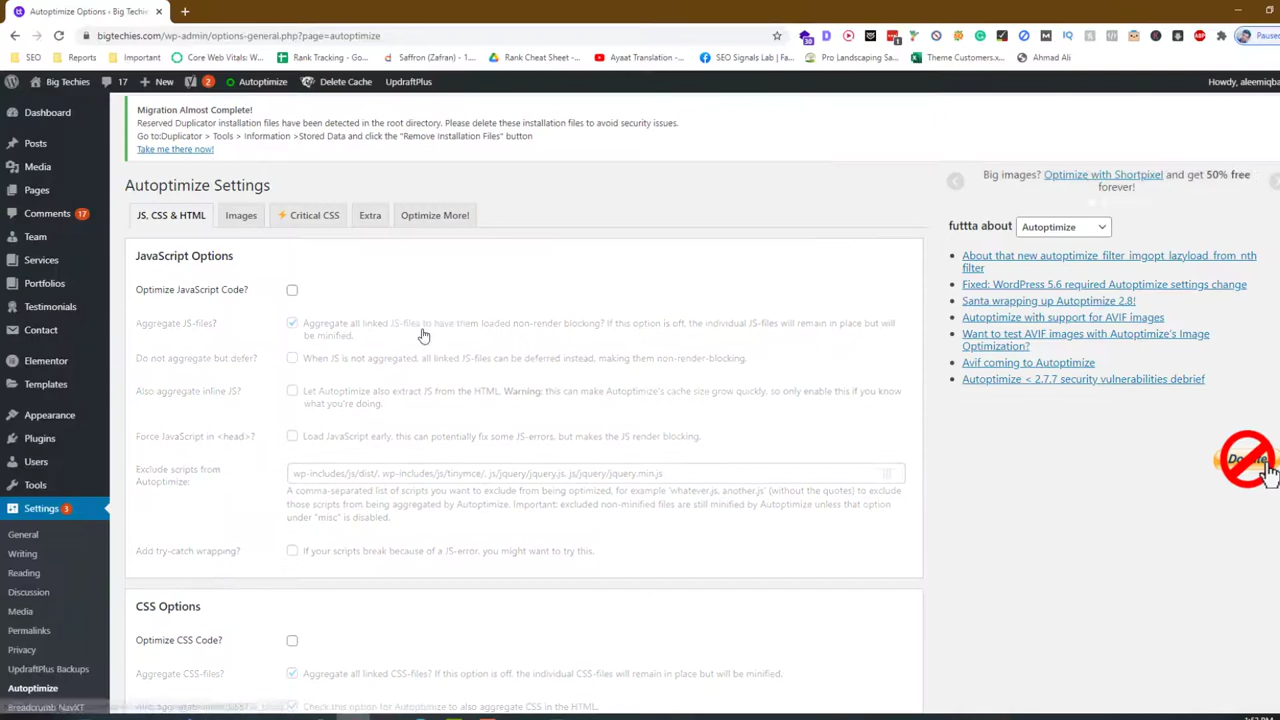 Autoptimize Options ‹ Big Techies
bigtechies.com/wp-admin/options-general.php?page=autoptimize
Paused
SEO Reports Important Core Web Vitals: W... Rank Tracking - Go... Saffron (Zafran) - 1.... Rank Cheat Sheet -... Ayaat Translation -... SEO Signals Lab | Fa... Pro Landscaping Sa... Theme Customers.x... Ahmad Ali
Big Techies 17 New 2 Autoptimize Delete Cache UpdraftPlus Howdy, aleemiqba
Dashboard
Posts
Media
Pages
Comments 17
Team
Services
Portfolios
Testimonials
Contact
Elementor
Templates
Appearance
Plugins
Users
Tools
Settings 3
General
Writing
Reading
Discussion
Media
Permalinks
Privacy
UpdraftPlus Backups
Autoptimize
Breadcrumb NavXT
Migration Almost Complete!
Reserved Duplicator installation files have been detected in the root directory. Please delete these installation files to avoid security issues.
Go to:Duplicator > Tools > Information >Stored Data and click the "Remove Installation Files" button
Take me there now!
Autoptimize Settings
JS, CSS & HTML Images Critical CSS Extra Optimize More!
JavaScript Options
Optimize JavaScript Code?
Aggregate JS-files? Aggregate all linked JS-files to have them loaded non-render blocking? If this option is off, the individual JS-files will remain in place but will
be minified.
Do not aggregate but defer? When JS is not aggregated, all linked JS-files can be deferred instead, making them non-render-blocking.
Also aggregate inline JS? Let Autoptimize also extract JS from the HTML. Warning: this can make Autoptimize's cache size grow quickly, so only enable this if you know
what you're doing.
Force JavaScript in <head>? Load JavaScript early, this can potentially fix some JS-errors, but makes the JS render blocking.
Exclude scripts from
Autoptimize:
wp-includes/js/dist/, wp-includes/js/tinymce/, js/jquery/jquery.js, js/jquery/jquery.min.js
A comma-separated list of scripts you want to exclude from being optimized, for example 'whatever.js, another.js' (without the quotes) to exclude
those scripts from being aggregated by Autoptimize. Important: excluded non-minified files are still minified by Autoptimize unless that option
under "misc" is disabled.
Add try-catch wrapping? If your scripts break because of a JS-error, you might want to try this.
CSS Options
Optimize CSS Code?
Aggregate CSS-files? Aggregate all linked CSS-files? If this option is off, the individual CSS-files will remain in place but will be minified.
Check this option for Autoptimize to also aggregate CSS in the HTML.
Big images? Optimize with Shortpixel and get 50% free
forever!
futtta about Autoptimize
About that new autoptimize_filter_imgopt_lazyload_from_nth
filter
Fixed: WordPress 5.6 required Autoptimize settings change
Santa wrapping up Autoptimize 2.8!
Autoptimize with support for AVIF images
Want to test AVIF images with Autoptimize's Image
Optimization?
Avif coming to Autoptimize
Autoptimize < 2.7.7 security vulnerabilities debrief